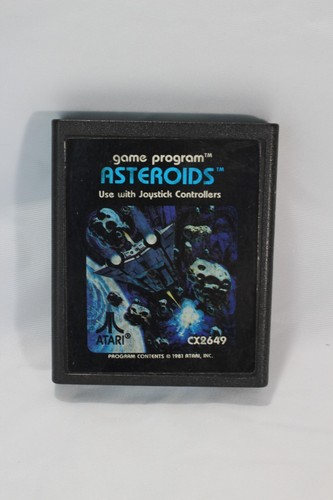 game program™
ASTEROIDS™
Use with Joystick Controllers
ATARI®
CX2649
PROGRAM CONTENTS © 1981 ATARI, INC.